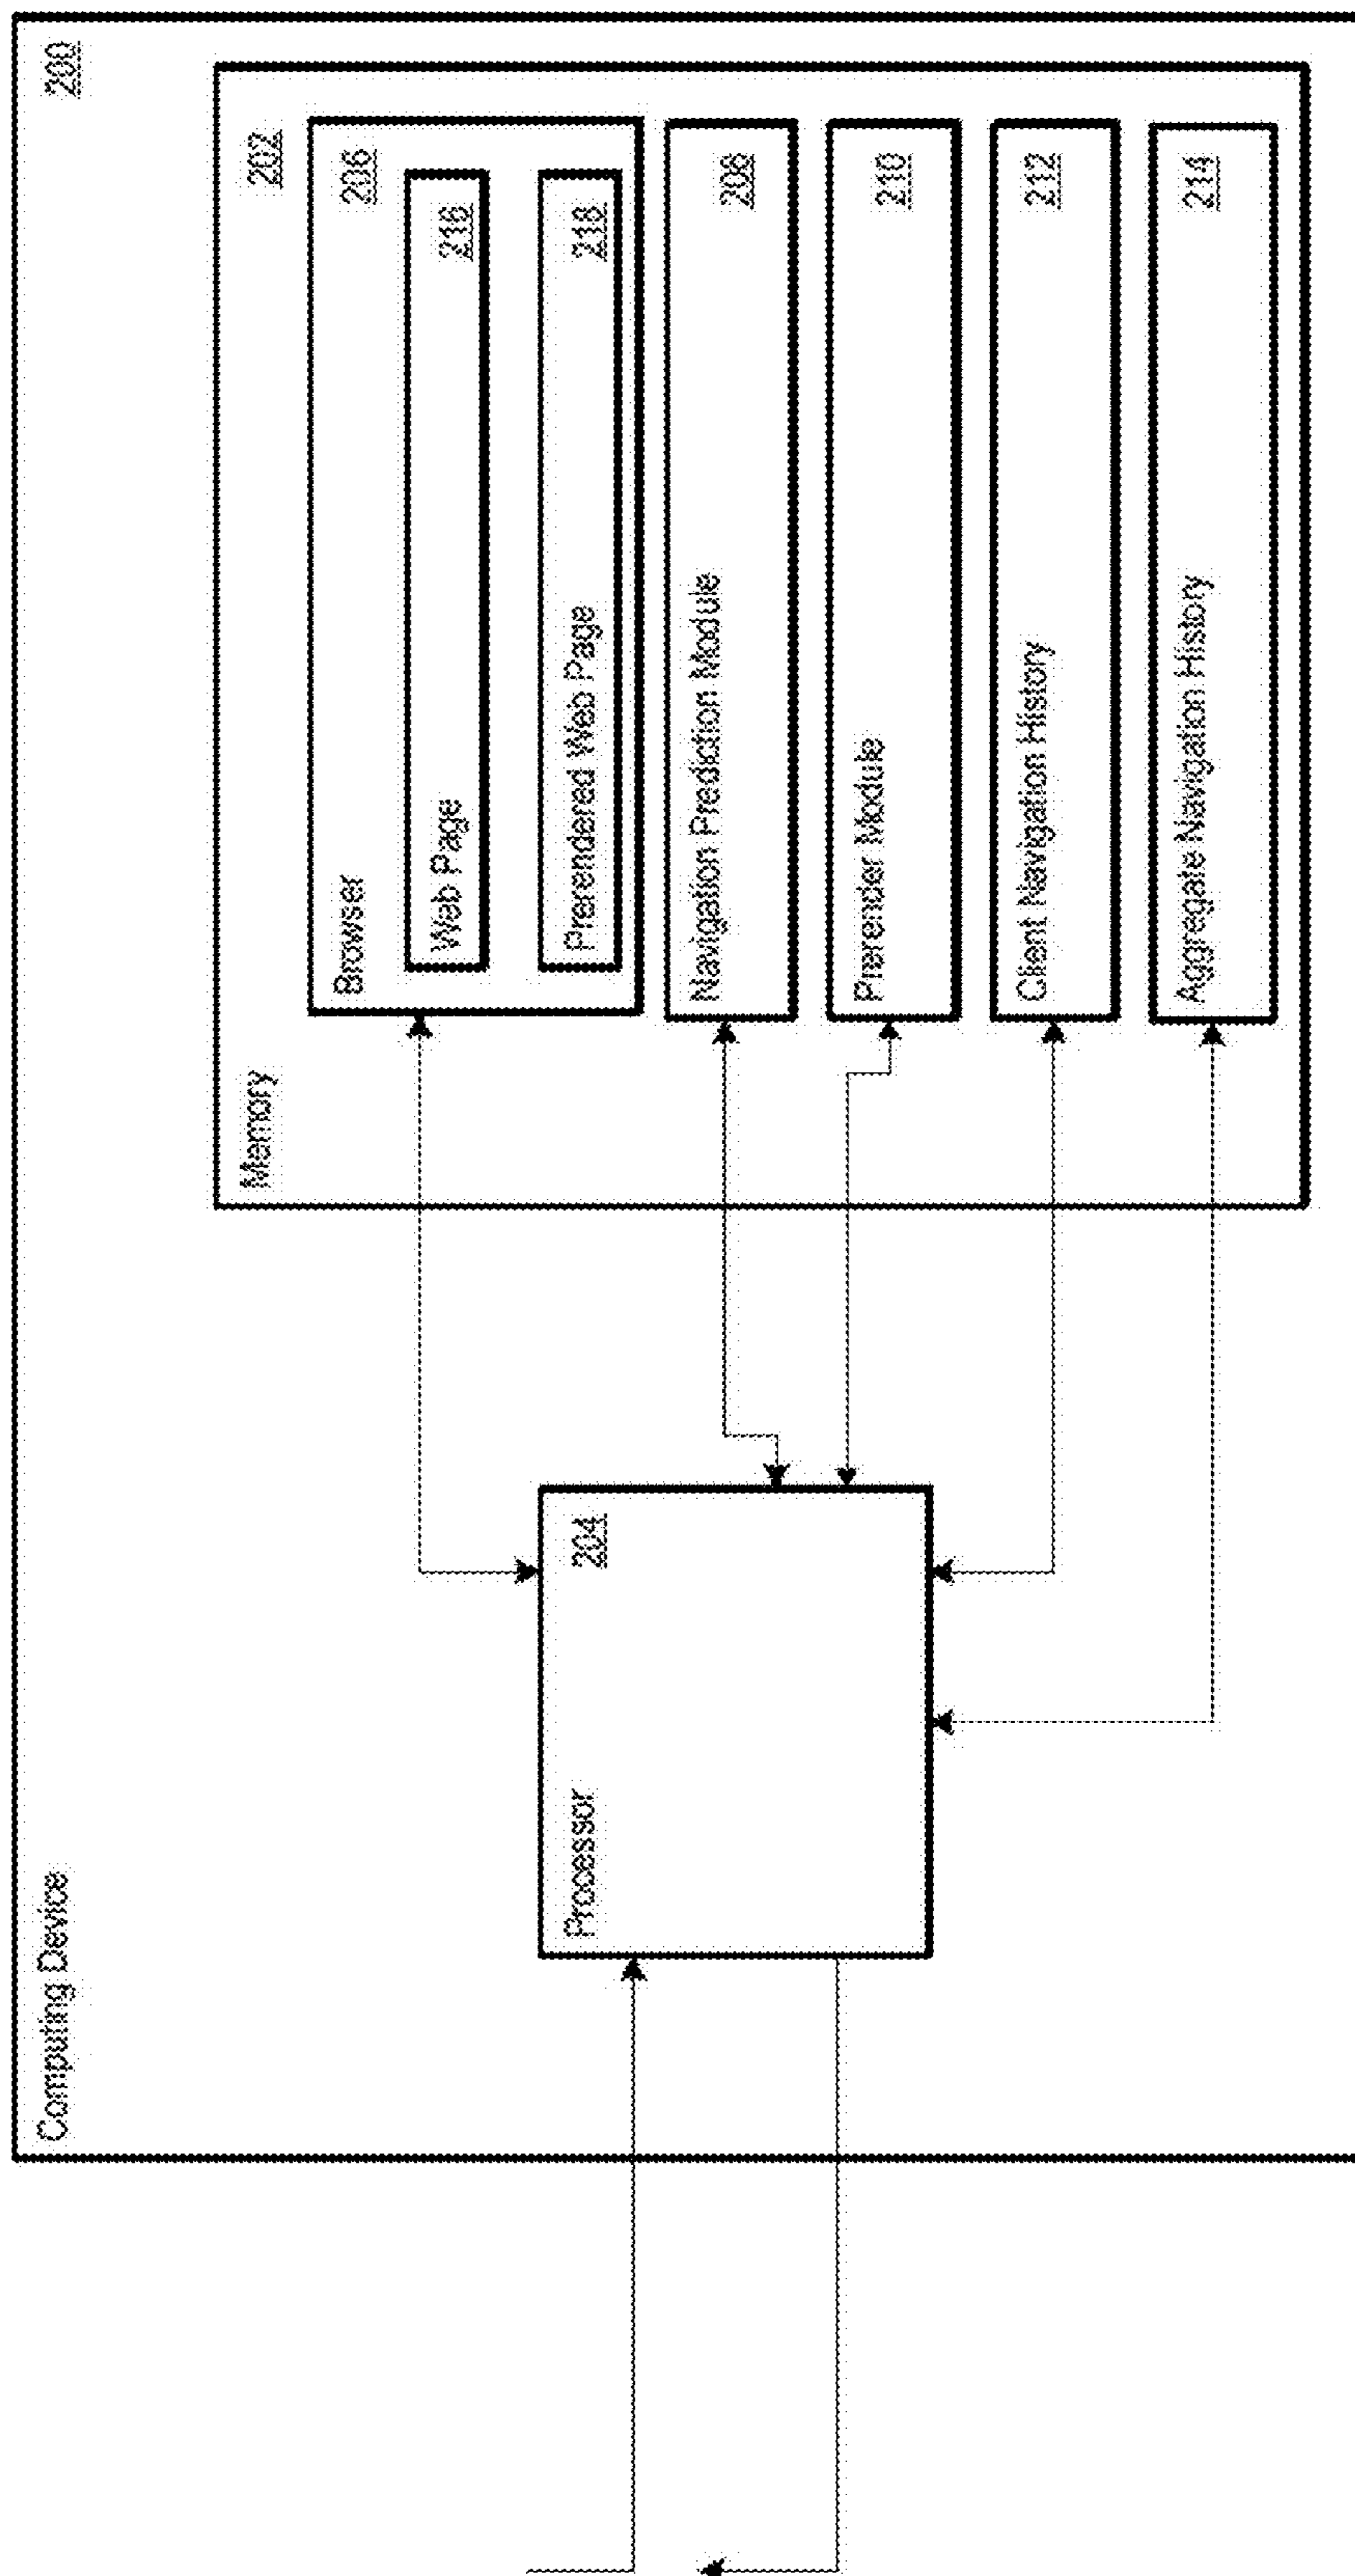 Computing Device 200
Memory 202
Browser 206
Web Page 216
Prerendered Web Page 218
Navigation Prediction Module 208
Prerender Module 210
Client Navigation History 212
Aggregate Navigation History 214
Processor 204